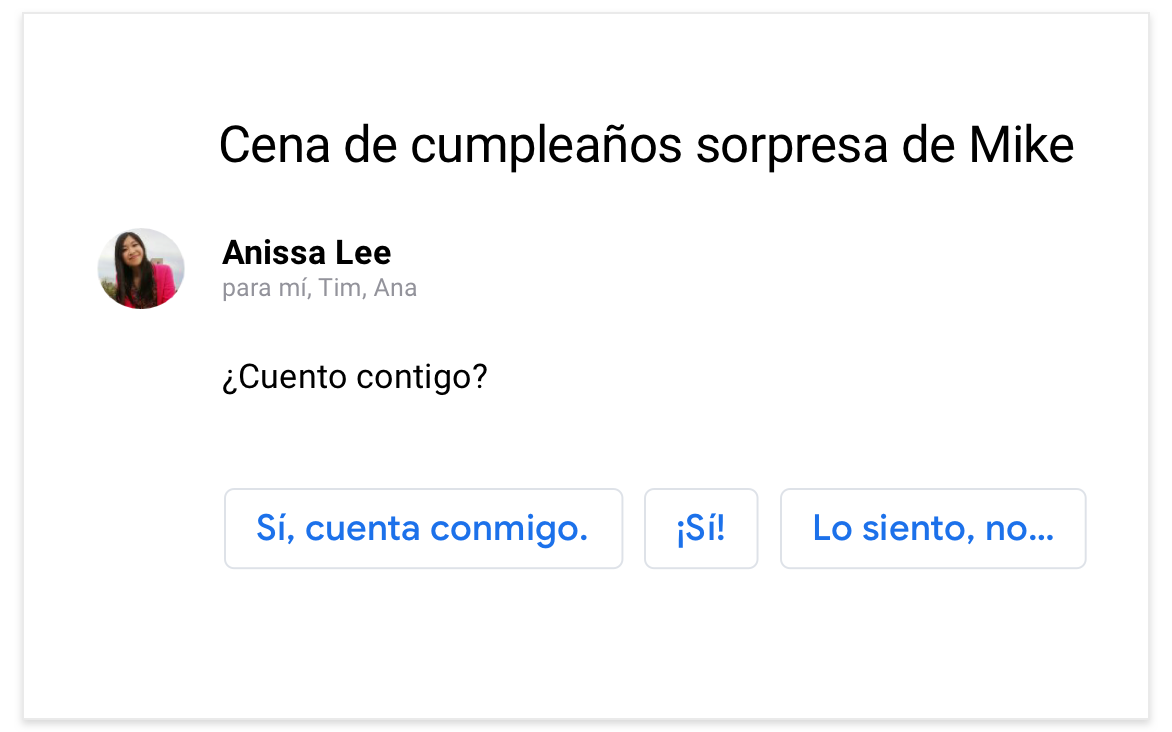 Cena de cumpleaños sorpresa de Mike
Anissa Lee
para mí, Tim, Ana
¿Cuento contigo?
Sí, cuenta conmigo.
¡Sí!
Lo siento, no...